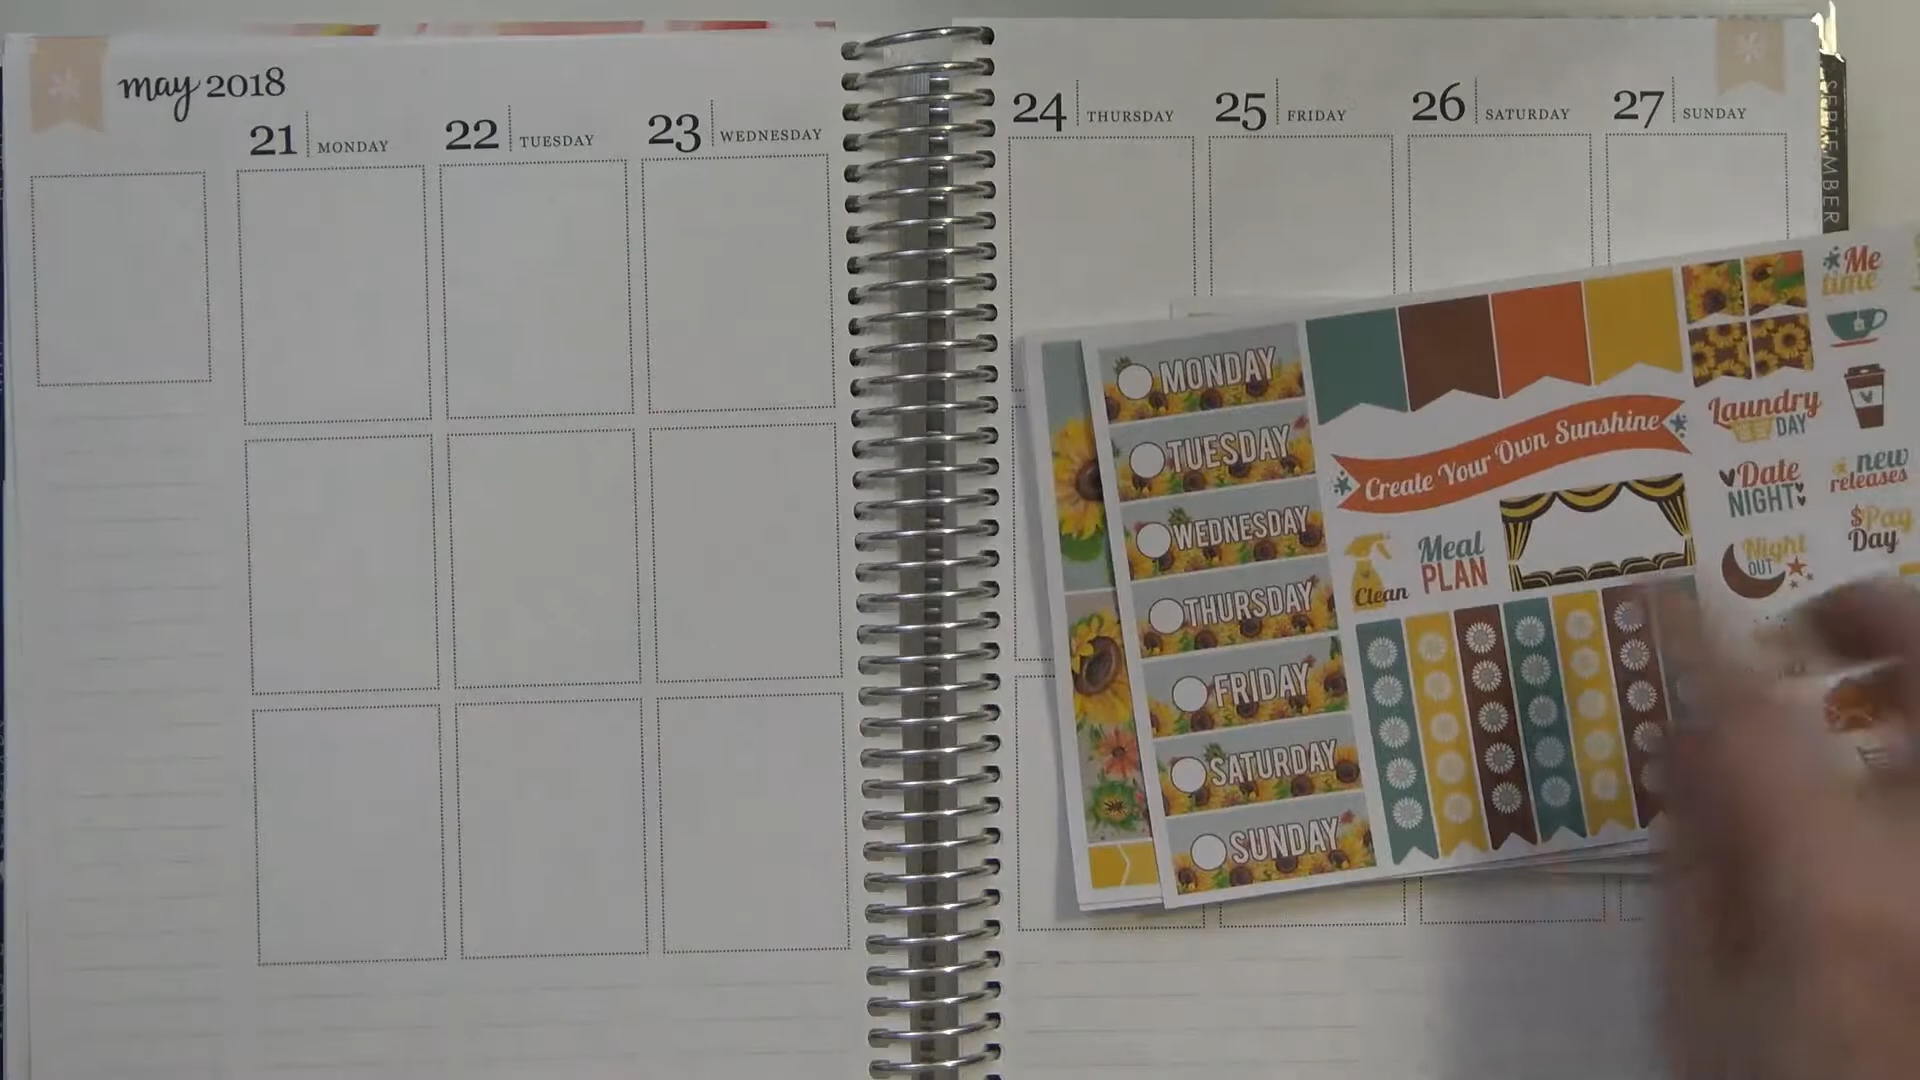 may 2018
21 MONDAY
22 TUESDAY
23 WEDNESDAY
24 THURSDAY
25 FRIDAY
26 SATURDAY
27 SUNDAY
SEPTEMBER
MONDAY
TUESDAY
WEDNESDAY
THURSDAY
FRIDAY
SATURDAY
SUNDAY
Create Your Own Sunshine
Clean
Meal
PLAN
Me
time
Laundry
DAY
Date
NIGHT
new
releases
Night
OUT
$Pay
Day